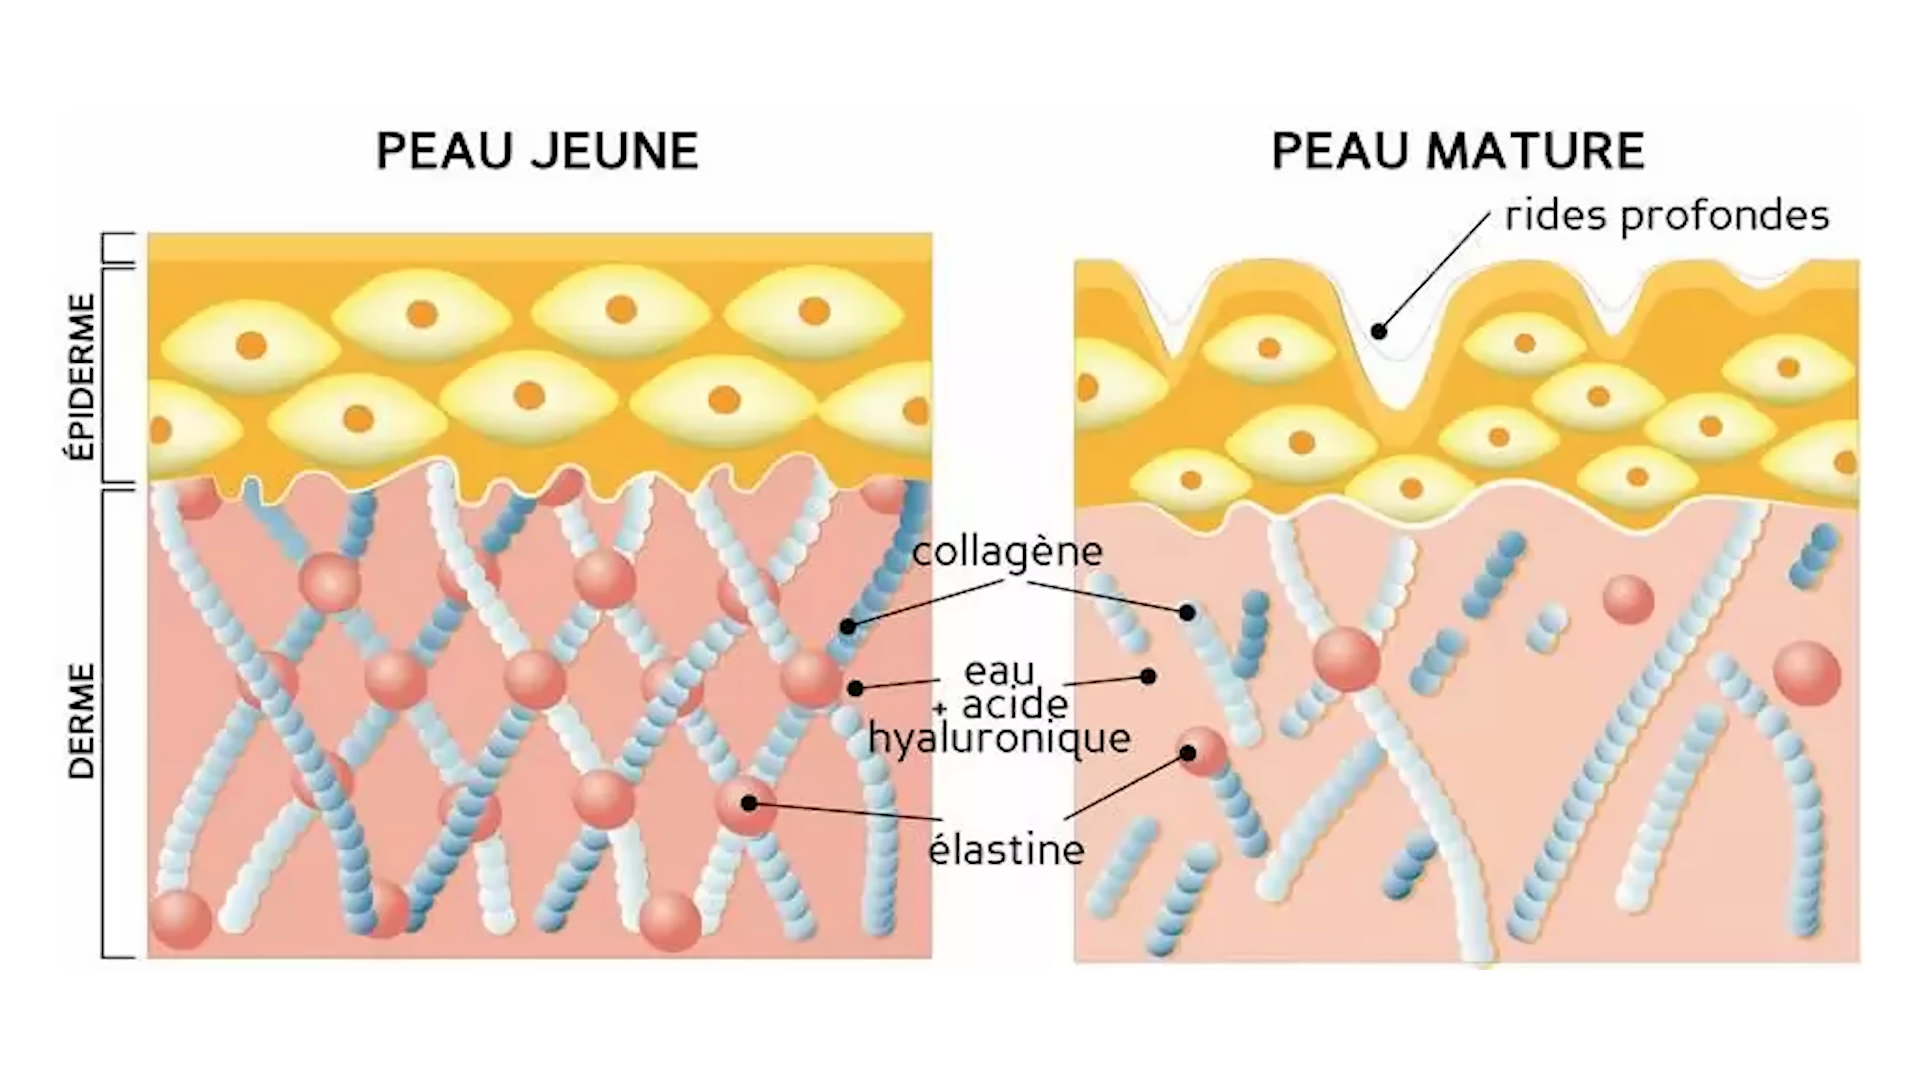 PEAU JEUNE
PEAU MATURE
rides profondes
ÉPIDERME
DERME
collagène
eau
+ acide
hyaluronique
élastine